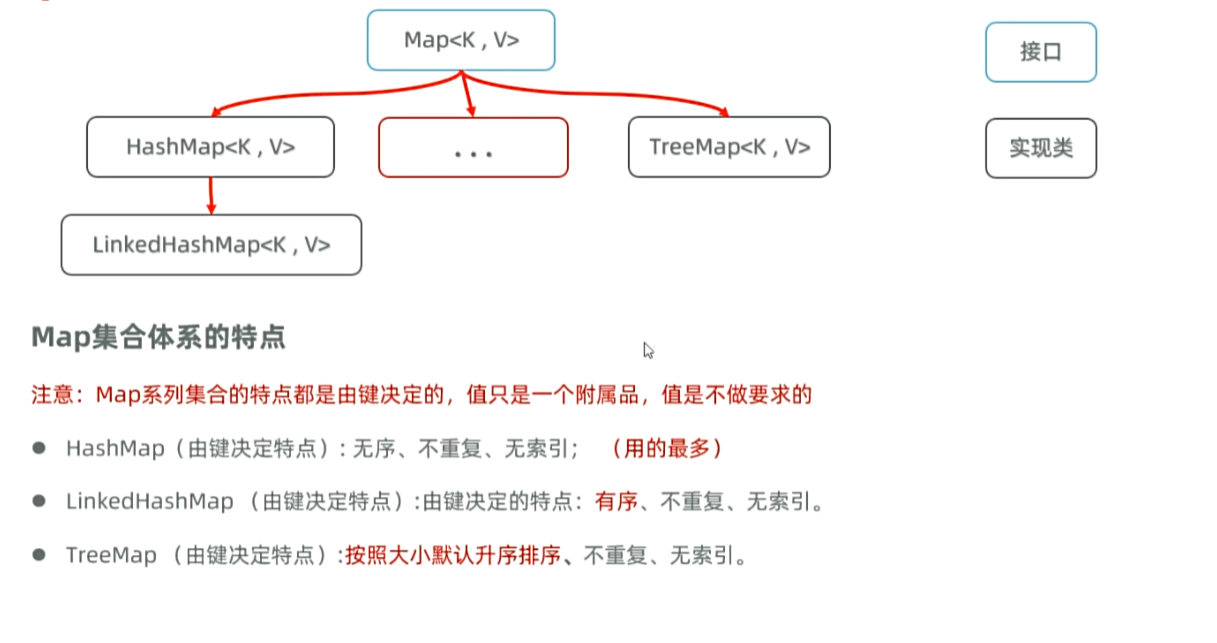 Map<K , V>
接口
HashMap<K , V>
...
TreeMap<K , V>
实现类
LinkedHashMap<K , V>
Map集合体系的特点
注意：Map系列集合的特点都是由键决定的，值只是一个附属品，值是不做要求的
● HashMap（由键决定特点）: 无序、不重复、无索引； （用的最多）
● LinkedHashMap （由键决定特点）:由键决定的特点：有序、不重复、无索引。
● TreeMap （由键决定特点）:按照大小默认升序排序、不重复、无索引。